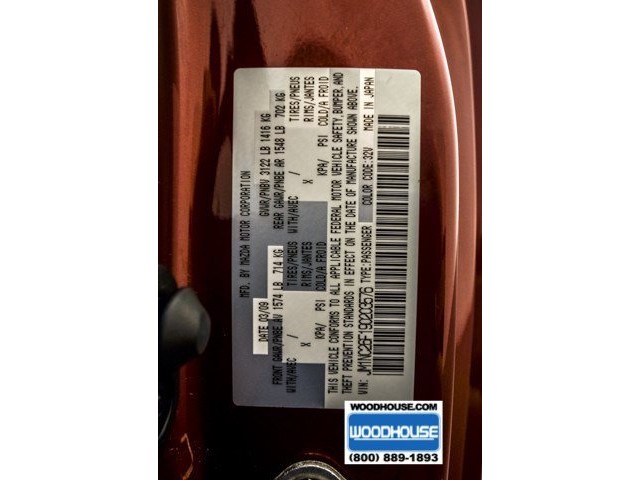 MFD. BY MAZDA MOTOR CORPORATION
DATE 03/09 GVWR/PNBV 3122 LB 1416 KG
FRONT GAWR/PNBE AV 1574 LB 714 KG REAR GAWR/PNBE AR 1548 LB 702 KG
WITH/AVEC / TIRES/PNEUS WITH/AVEC / TIRES/PNEUS
X RIMS/JANTES X RIMS/JANTES
KPA/ PSI COLD/A FROID KPA/ PSI COLD/A FROID
THIS VEHICLE CONFORMS TO ALL APPLICABLE FEDERAL MOTOR VEHICLE SAFETY, BUMPER, AND
THEFT PREVENTION STANDARDS IN EFFECT ON THE DATE OF MANUFACTURE SHOWN ABOVE.
VIN: JM1NC26F190203576 TYPE:PASSENGER COLOR CODE:32V MADE IN JAPAN
WOODHOUSE.COM
WOODHOUSE
(800) 889-1893